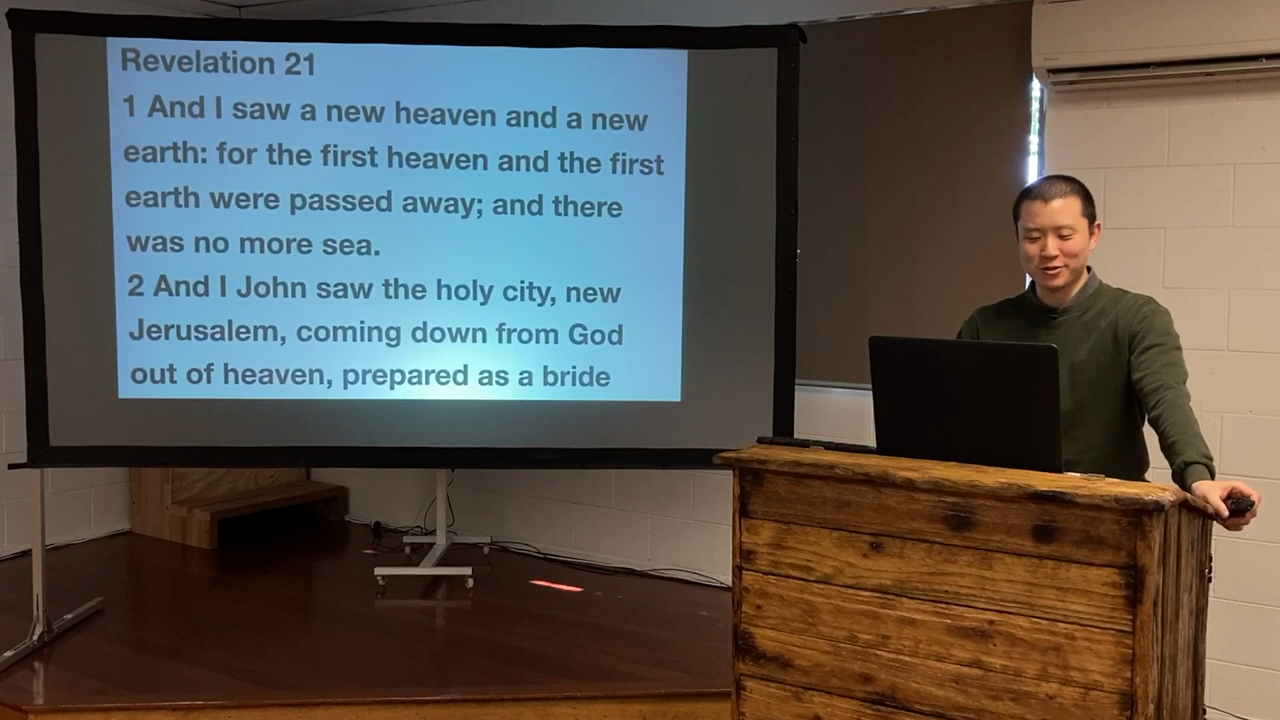 Revelation 21
1 And I saw a new heaven and a new
earth: for the first heaven and the first
earth were passed away; and there
was no more sea.
2 And I John saw the holy city, new
Jerusalem, coming down from God
out of heaven, prepared as a bride